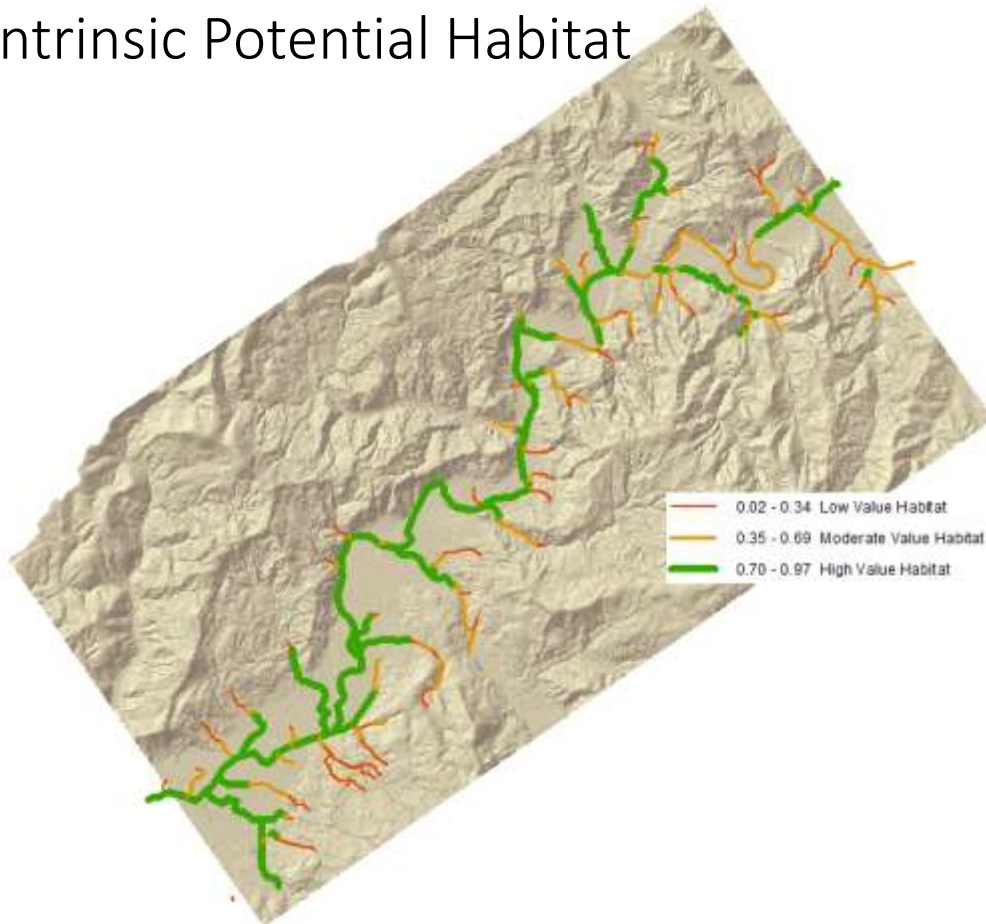 ntrinsic Potential Habitat
0.02 - 0.34 Low Value Habitat
0.35 - 0.69 Moderate Value Habitat
0.70 - 0.97 High Value Habitat